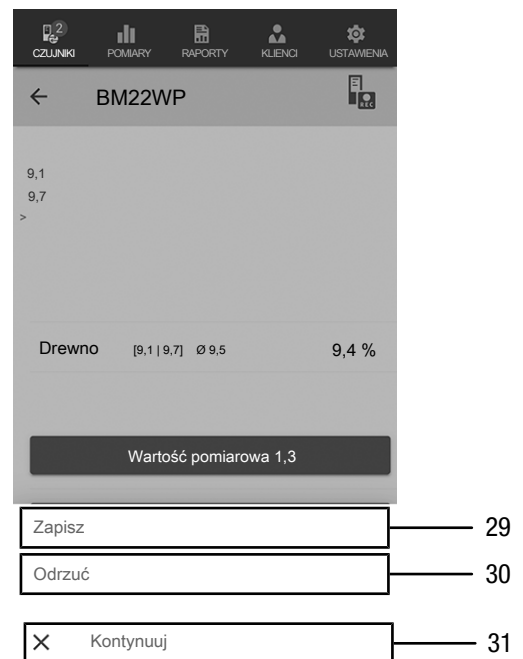 2
CZUJNIKI POMIARY RAPORTY KLIENCI USTAWIENIA
BM22WP
REC
9,1
9,7
>
Drewno [9,1 | 9,7] Ø 9,5 9,4 %
Wartość pomiarowa 1,3
Zapisz 29
Odrzuć 30
Kontynuuj 31